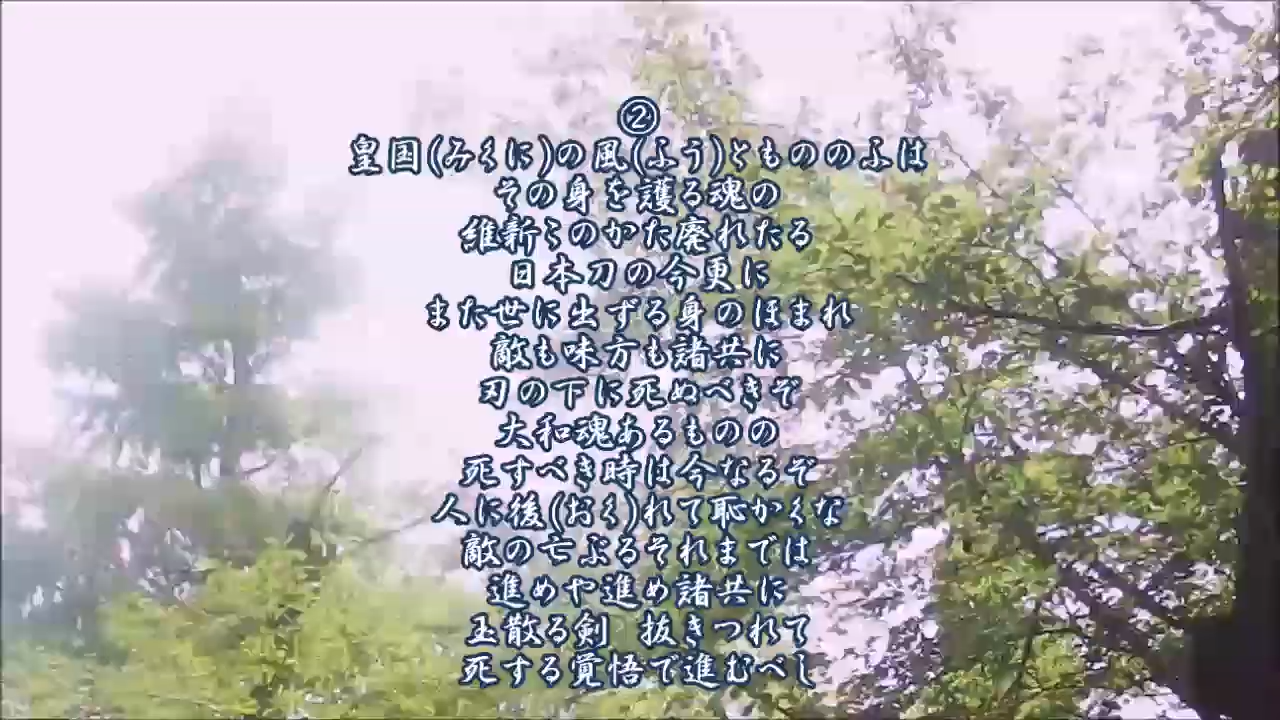 ②
皇国(みくに)の風(ふう)ともののふは
その身を護る魂の
維新このかた廃れたる
日本刀の今更に
また世に出ずる身のほまれ
敵も味方も諸共に
刃の下に死ぬべきぞ
大和魂あるものの
死すべき時は今なるぞ
人に後(おく)れて恥かくな
敵の亡ぶるそれまでは
進めや進め諸共に
玉散る剣　抜きつれて
死する覚悟で進むべし